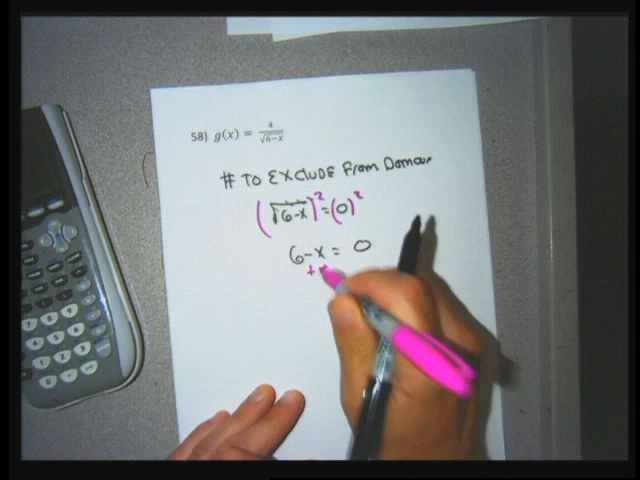 58) g(x) = 4/√6−x
# To Exclude From Domain
(√6-x)² = (0)²
6-x = 0
+